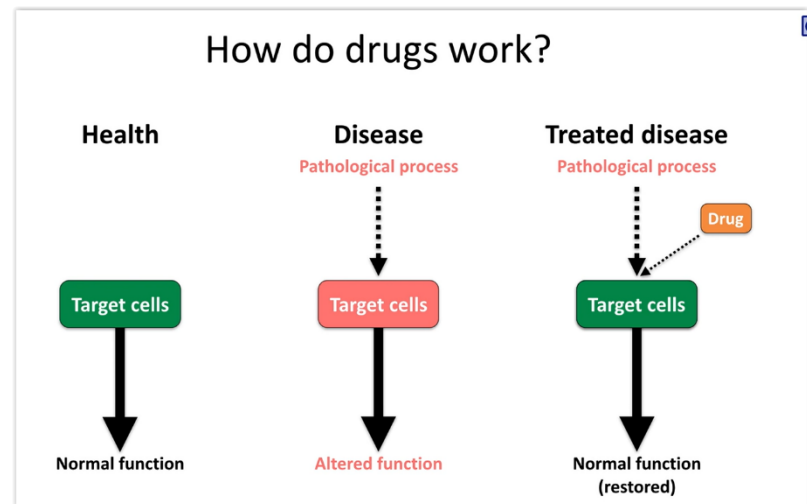 How do drugs work?
Health
Disease
Treated disease
Pathological process
Pathological process
Drug
Target cells
Target cells
Target cells
Normal function
Altered function
Normal function
(restored)